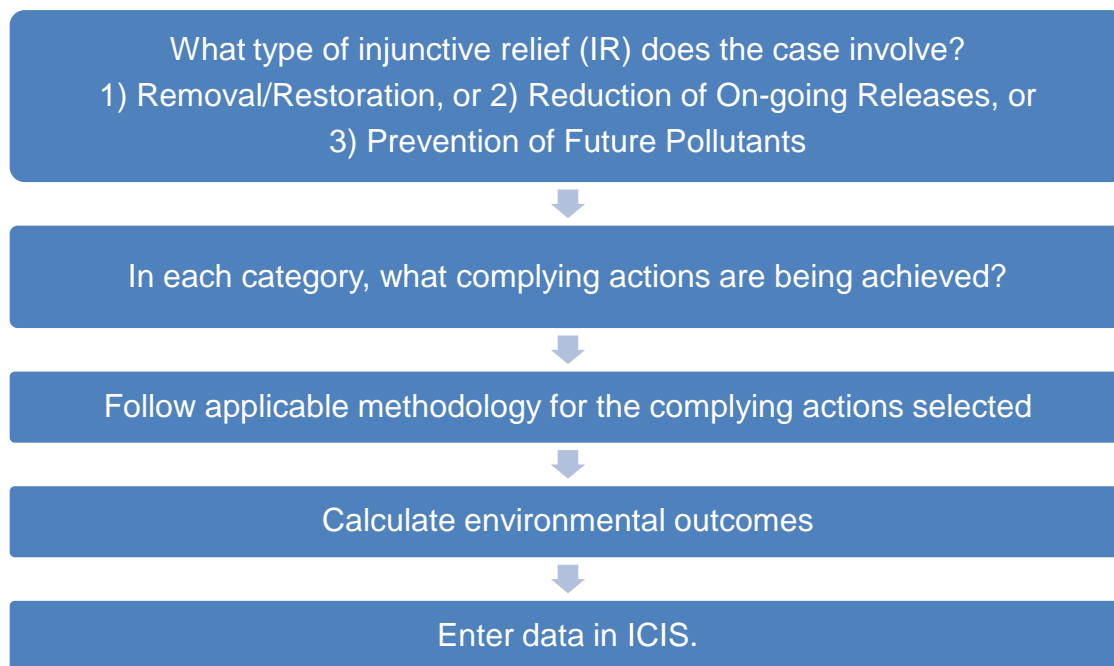 What type of injunctive relief (IR) does the case involve?
1) Removal/Restoration, or 2) Reduction of On-going Releases, or
3) Prevention of Future Pollutants
In each category, what complying actions are being achieved?
Follow applicable methodology for the complying actions selected
Calculate environmental outcomes
Enter data in ICIS.